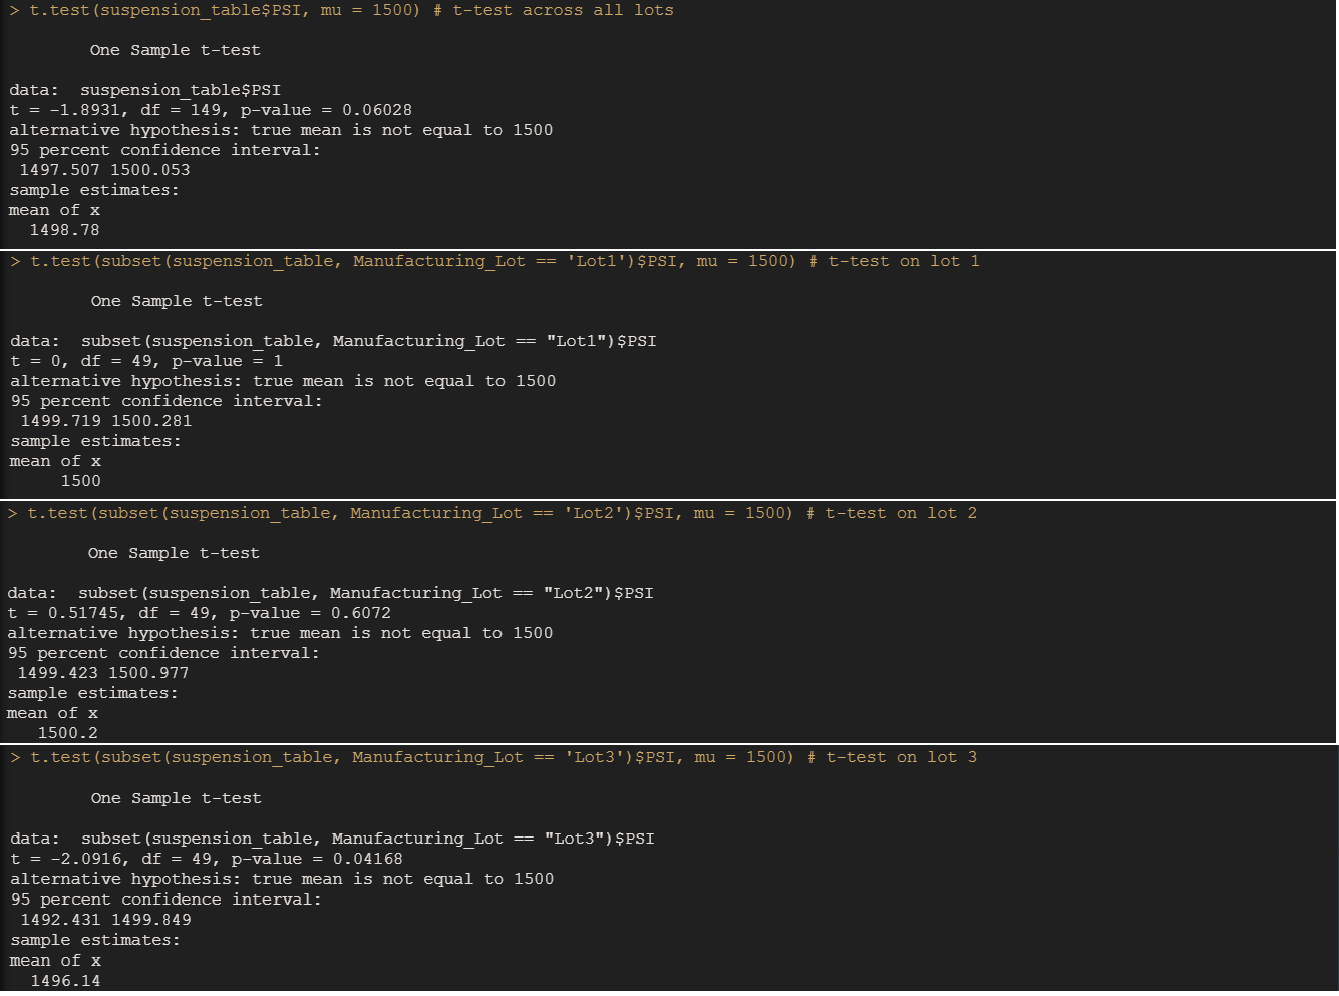 > t.test(suspension_table$PSI, mu = 1500) # t-test across all lots
One Sample t-test
data:  suspension_table$PSI
t = -1.8931, df = 149, p-value = 0.06028
alternative hypothesis: true mean is not equal to 1500
95 percent confidence interval:
1497.507 1500.053
sample estimates:
mean of x
1498.78
> t.test(subset(suspension_table, Manufacturing_Lot == 'Lot1')$PSI, mu = 1500) # t-test on lot 1
One Sample t-test
data:  subset(suspension_table, Manufacturing_Lot == "Lot1")$PSI
t = 0, df = 49, p-value = 1
alternative hypothesis: true mean is not equal to 1500
95 percent confidence interval:
1499.719 1500.281
sample estimates:
mean of x
1500
> t.test(subset(suspension_table, Manufacturing_Lot == 'Lot2')$PSI, mu = 1500) # t-test on lot 2
One Sample t-test
data:  subset(suspension_table, Manufacturing_Lot == "Lot2")$PSI
t = 0.51745, df = 49, p-value = 0.6072
alternative hypothesis: true mean is not equal to 1500
95 percent confidence interval:
1499.423 1500.977
sample estimates:
mean of x
1500.2
> t.test(subset(suspension_table, Manufacturing_Lot == 'Lot3')$PSI, mu = 1500) # t-test on lot 3
One Sample t-test
data:  subset(suspension_table, Manufacturing_Lot == "Lot3")$PSI
t = -2.0916, df = 49, p-value = 0.04168
alternative hypothesis: true mean is not equal to 1500
95 percent confidence interval:
1492.431 1499.849
sample estimates:
mean of x
1496.14